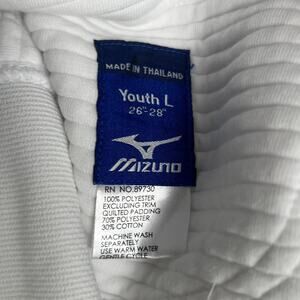 MADE IN THAILAND
Youth L
26"-28"
MIZUNO
RN NO.89730
100% POLYESTER
EXCLUDING TRIM
QUILTED PADDING
70% POLYESTER
30% COTTON
MACHINE WASH
SEPARATELY
USE WARM WATER
GENTLE CYCLE